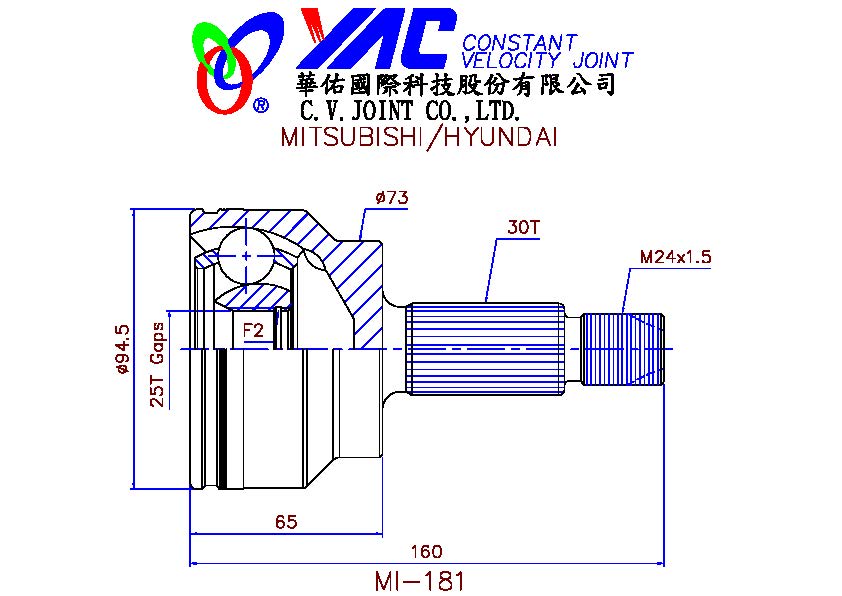 YAC CONSTANT
VELOCITY JOINT
華佑國際科技股份有限公司
®
C.V.JOINT CO.,LTD.
MITSUBISHI/HYUNDAI
ø73
30T
M24x1.5
ø94.5
25T Gaps
F2
65
160
MI-181